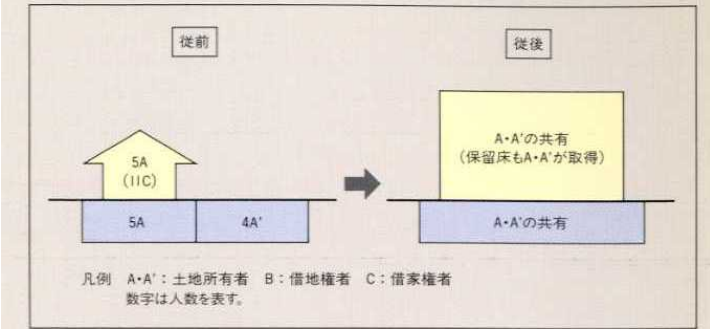 従前
従後
5A
(11C)
A・A'の共有
(保留床もA・A'が取得)
5A
4A'
A・A'の共有
凡例 A・A'：土地所有者 B：借地権者 C：借家権者
数字は人数を表す。